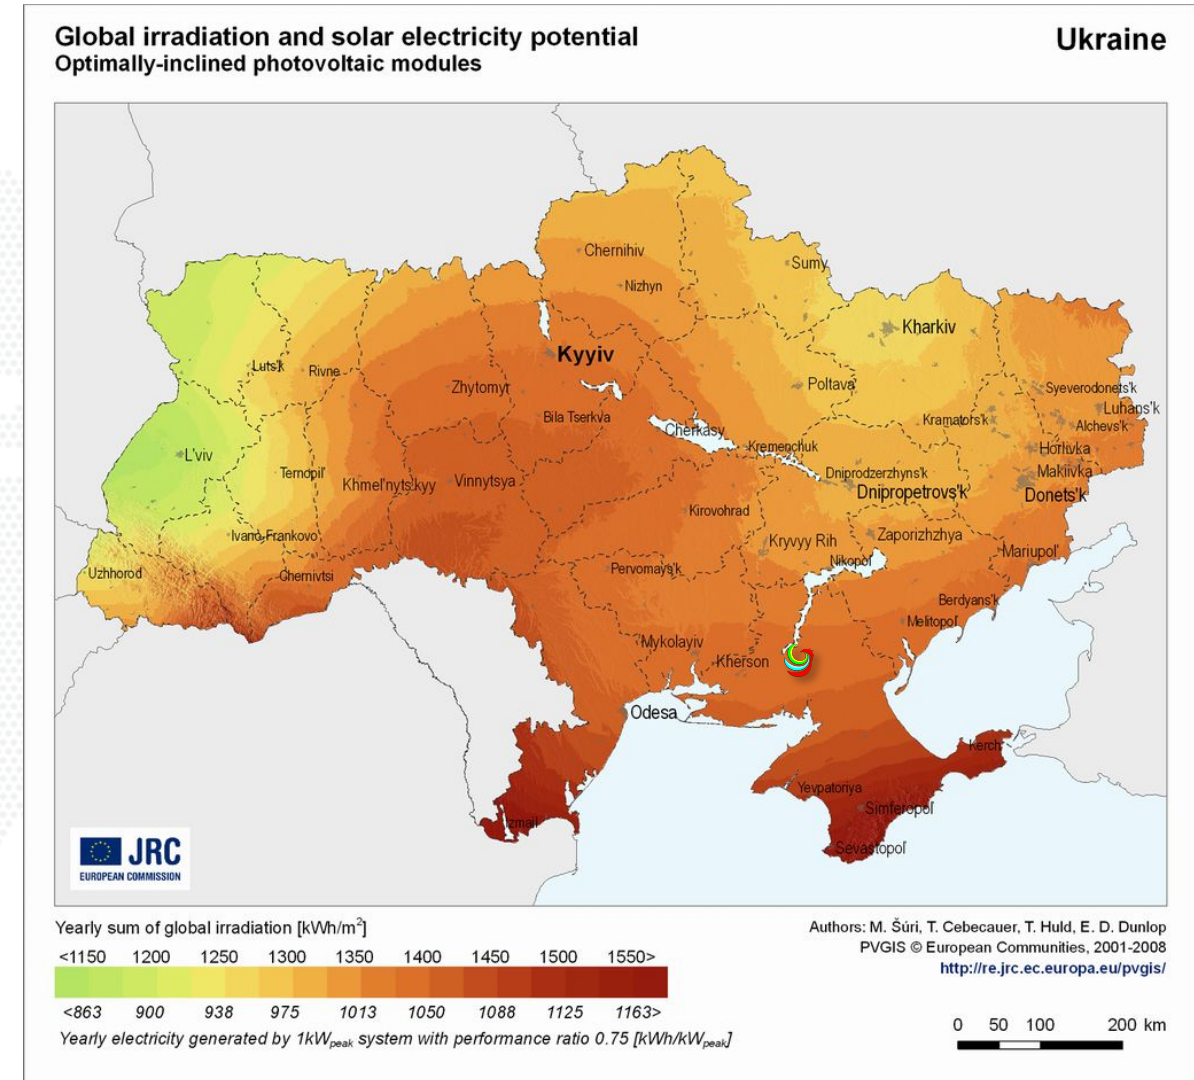 Global irradiation and solar electricity potential
Optimally-inclined photovoltaic modules
Ukraine
Chernihiv
Sumy
Nizhyn
Kharkiv
Kyyiv
Luts'k
Rivne
Zhytomyr
Poltava
Syeverodonets'k
Bila Tserkva
Luhans'k
Cherkasy
Kramators'k
Alchevs'k
L'viv
Kremenchuk
Horlivka
Ternopil'
Khmel'nyts'kyy
Vinnytsya
Dniprodzerzhyns'k
Makiivka
Dnipropetrovs'k
Donets'k
Kirovohrad
Ivano-Frankovo
Kryvyy Rih
Zaporizhzhya
Mariupol'
Uzhhorod
Chernivtsi
Pervomays'k
Nikopol'
Berdyans'k
Melitopol'
Mykolayiv
Kherson
Odesa
Kerch
Yevpatoriya
Simferopol'
Izmail
Sevastopol'
JRC
EUROPEAN COMMISSION
Yearly sum of global irradiation [kWh/m²]
<1150 1200 1250 1300 1350 1400 1450 1500 1550>
<863 900 938 975 1013 1050 1088 1125 1163>
Yearly electricity generated by 1kWpeak system with performance ratio 0.75 [kWh/kWpeak]
Authors: M. Šúri, T. Cebecauer, T. Huld, E. D. Dunlop
PVGIS © European Communities, 2001-2008
http://re.jrc.ec.europa.eu/pvgis/
0 50 100 200 km